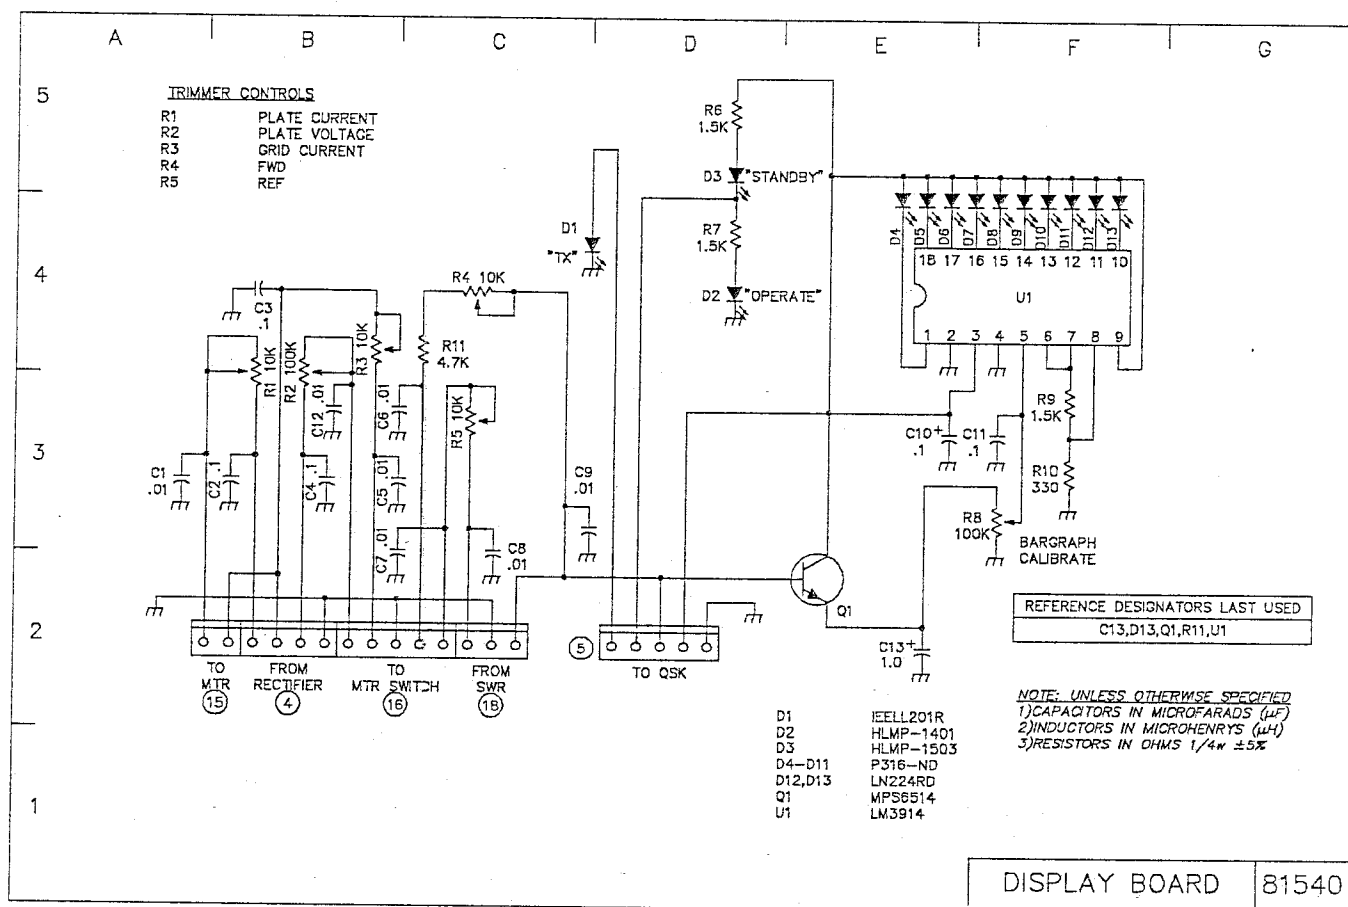 A B C D E F G
5
4
3
2
1
TRIMMER CONTROLS
R1 PLATE CURRENT
R2 PLATE VOLTAGE
R3 GRID CURRENT
R4 FWD
R5 REF
R6
1.5K
D3 "STANDBY"
R7
1.5K
D2 "OPERATE"
D1
"TX"
R4 10K
C3
.1
R1 10K
R2 100K
R3 10K
R11
4.7K
R5 10K
C12 .01
C6 .01
C1
.01
C2 .1
C4 .1
C5 .01
C7 .01
C8
.01
C9
.01
D4 D5 D6 D7 D8 D9 D10 D11 D12 D13
18 17 16 15 14 13 12 11 10
U1
1 2 3 4 5 6 7 8 9
R9
1.5K
C10 +
.1
C11
.1
R10
330
R8
100K
BARGRAPH
CALIBRATE
Q1
C13 +
1.0
TO
MTR
15
FROM
RECTIFIER
4
TO
MTR SWITCH
16
FROM
SWR
18
5
TO QSK
REFERENCE DESIGNATORS LAST USED
C13,D13,Q1,R11,U1
NOTE: UNLESS OTHERWISE SPECIFIED
1)CAPACITORS IN MICROFARADS (µF)
2)INDUCTORS IN MICROHENRYS (µH)
3)RESISTORS IN OHMS 1/4w ±5%
D1 IEELL201R
D2 HLMP-1401
D3 HLMP-1503
D4-D11 P316-ND
D12,D13 LN224RD
Q1 MPS6514
U1 LM3914
DISPLAY BOARD 81540